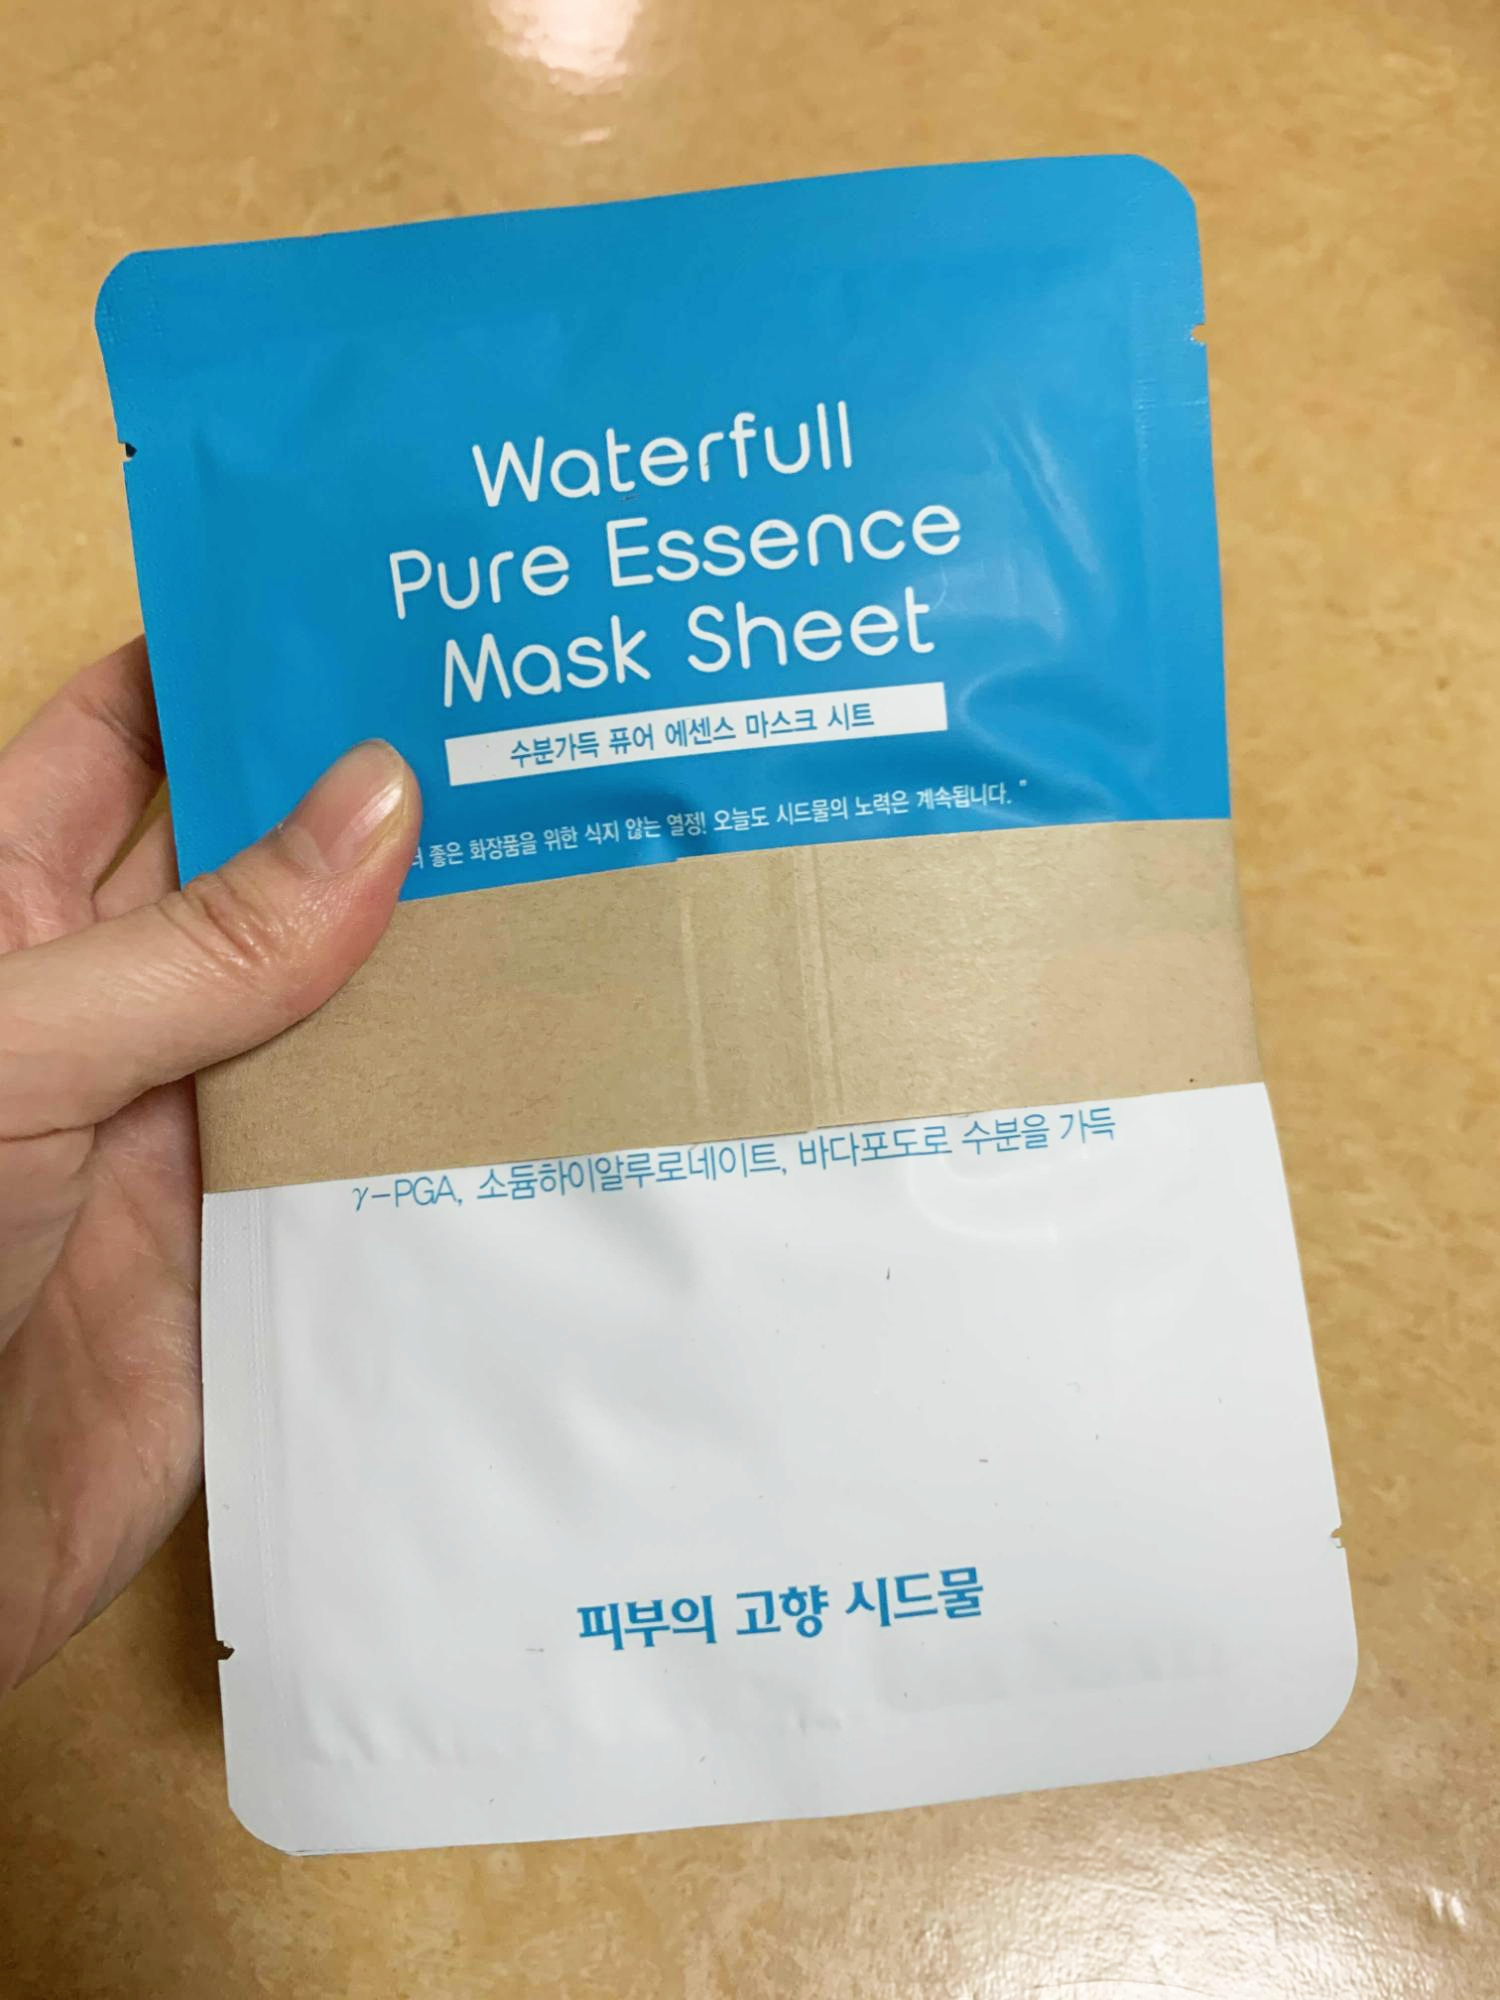 Waterfull
Pure Essence
Mask Sheet
수분가득 퓨어 에센스 마스크 시트
좋은 화장품을 위한 식지 않는 열정! 오늘도 시드물의 노력은 계속됩니다. "
γ-PGA, 소듐하이알루로네이트, 바다포도로 수분을 가득
피부의 고향 시드물